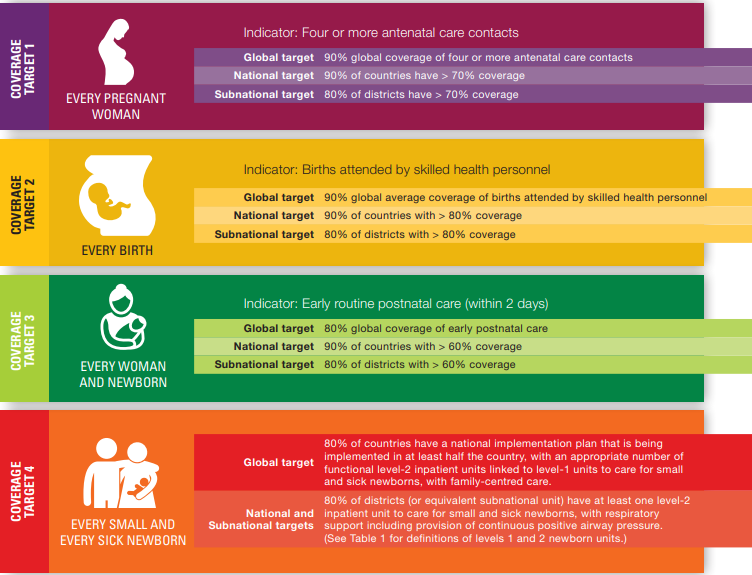 COVERAGE
TARGET 1
EVERY PREGNANT
WOMAN
Indicator: Four or more antenatal care contacts
Global target 90% global coverage of four or more antenatal care contacts
National target 90% of countries have > 70% coverage
Subnational target 80% of districts have > 70% coverage
COVERAGE
TARGET 2
EVERY BIRTH
Indicator: Births attended by skilled health personnel
Global target 90% global average coverage of births attended by skilled health personnel
National target 90% of countries with > 80% coverage
Subnational target 80% of districts with > 80% coverage
COVERAGE
TARGET 3
EVERY WOMAN
AND NEWBORN
Indicator: Early routine postnatal care (within 2 days)
Global target 80% global coverage of early postnatal care
National target 90% of countries with > 60% coverage
Subnational target 80% of districts with > 60% coverage
COVERAGE
TARGET 4
EVERY SMALL AND
EVERY SICK NEWBORN
Global target
80% of countries have a national implementation plan that is being
implemented in at least half the country, with an appropriate number of
functional level-2 inpatient units linked to level-1 units to care for small
and sick newborns, with family-centred care.
National and
Subnational targets
80% of districts (or equivalent subnational unit) have at least one level-2
inpatient unit to care for small and sick newborns, with respiratory
support including provision of continuous positive airway pressure.
(See Table 1 for definitions of levels 1 and 2 newborn units.)